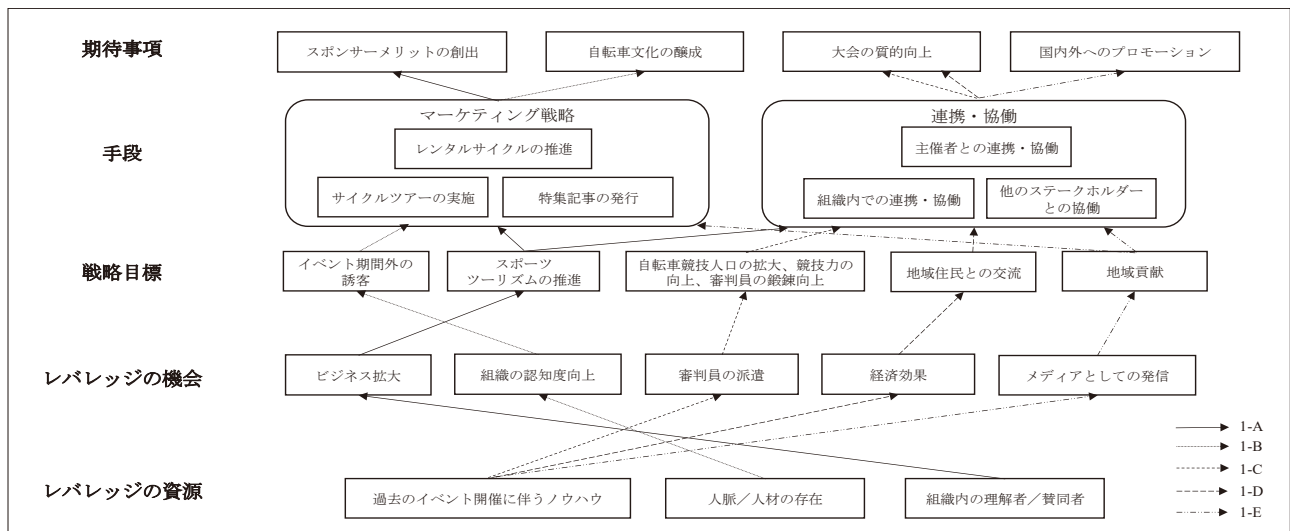 期待事項
スポンサーメリットの創出
自転車文化の醸成
大会の質的向上
国内外へのプロモーション
手段
マーケティング戦略
レンタルサイクルの推進
サイクルツアーの実施
特集記事の発行
連携・協働
主催者との連携・協働
組織内での連携・協働
他のステークホルダー
との協働
戦略目標
イベント期間外の
誘客
スポーツ
ツーリズムの推進
自転車競技人口の拡大、競技力の
向上、審判員の鍛錬向上
地域住民との交流
地域貢献
レバレッジの機会
ビジネス拡大
組織の認知度向上
審判員の派遣
経済効果
メディアとしての発信
レバレッジの資源
過去のイベント開催に伴うノウハウ
人脈／人材の存在
組織内の理解者／賛同者
1-A
1-B
1-C
1-D
1-E